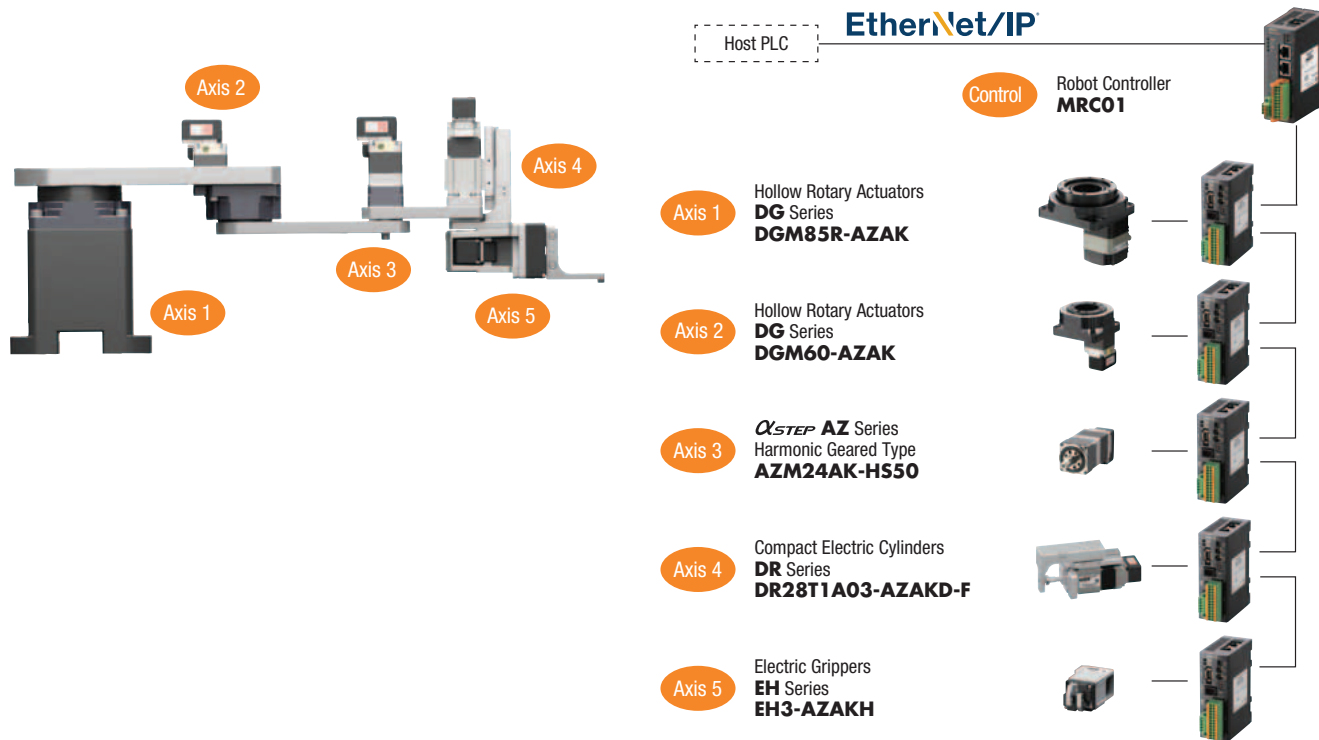 Axis 2
Axis 4
Axis 3
Axis 1
Axis 5
Host PLC
EtherNet/IP
Control
Robot Controller
MRC01
Axis 1
Hollow Rotary Actuators
DG Series
DGM85R-AZAK
Axis 2
Hollow Rotary Actuators
DG Series
DGM60-AZAK
Axis 3
αSTEP AZ Series
Harmonic Geared Type
AZM24AK-HS50
Axis 4
Compact Electric Cylinders
DR Series
DR28T1A03-AZAKD-F
Axis 5
Electric Grippers
EH Series
EH3-AZAKH